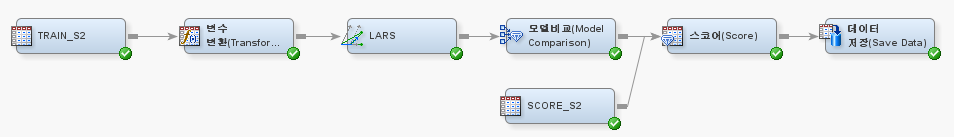 TRAIN_S2
변수
변환(Transfor...
LARS
모델비교(Model
Comparison)
스코어(Score)
데이터
저장(Save Data)
SCORE_S2